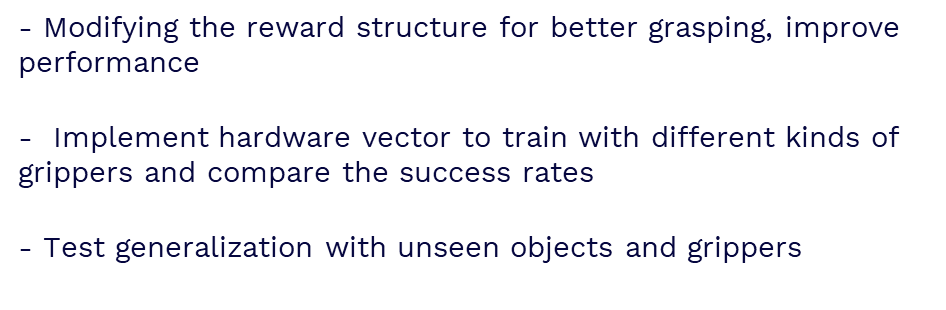 - Modifying the reward structure for better grasping, improve
performance
-  Implement hardware vector to train with different kinds of
grippers and compare the success rates
- Test generalization with unseen objects and grippers